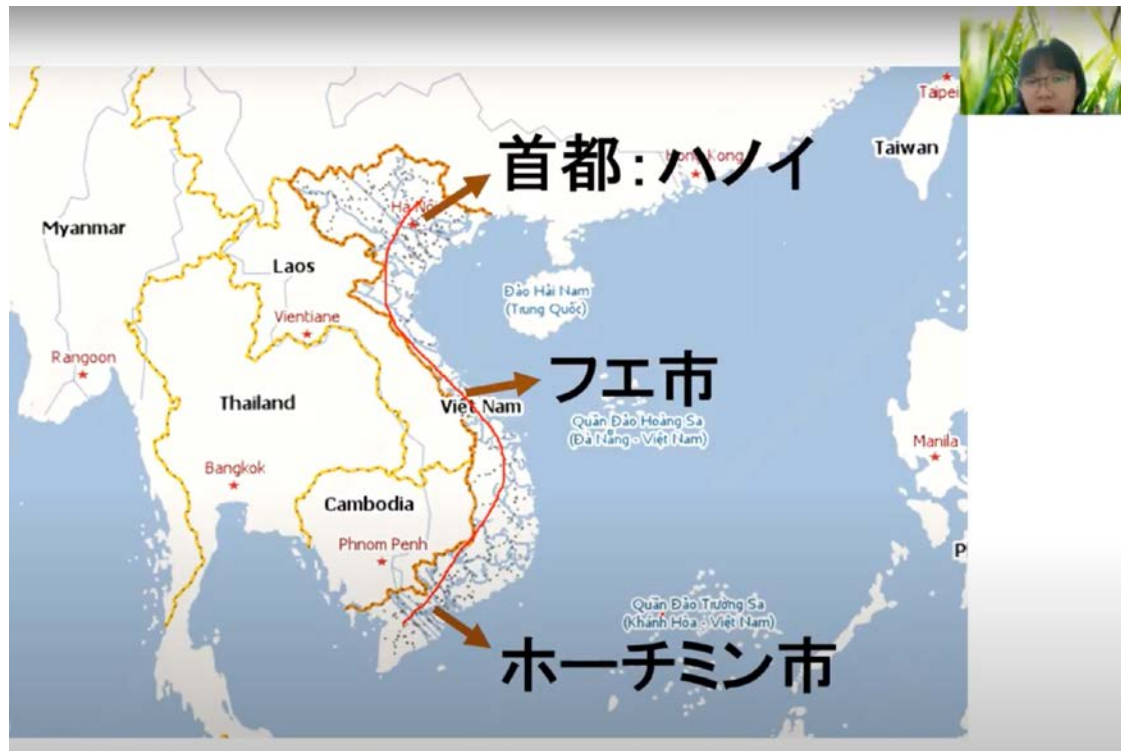 Taipei
Taiwan
首都：ハノイ
Hong Kong
Hà Nội
Myanmar
Laos
Đảo Hải Nam
(Trung Quốc)
Vientiane
Rangoon
フエ市
Thailand
Việt Nam
Quần Đảo Hoàng Sa
(Đà Nẵng - Việt Nam)
Manila
Bangkok
Cambodia
Phnom Penh
P
Quần Đảo Trường Sa
(Khánh Hòa - Việt Nam)
ホーチミン市